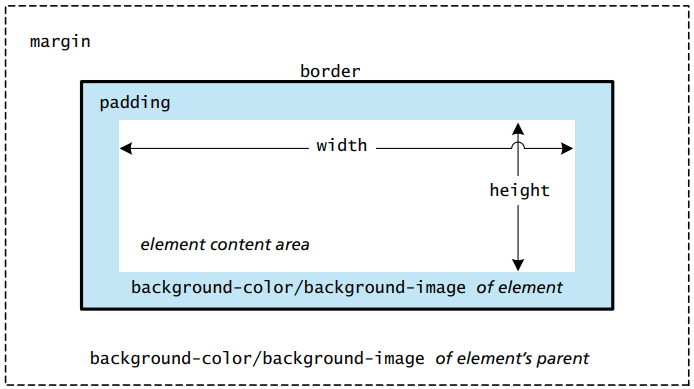 margin
border
padding
width
height
element content area
background-color/background-image of element
background-color/background-image of element's parent